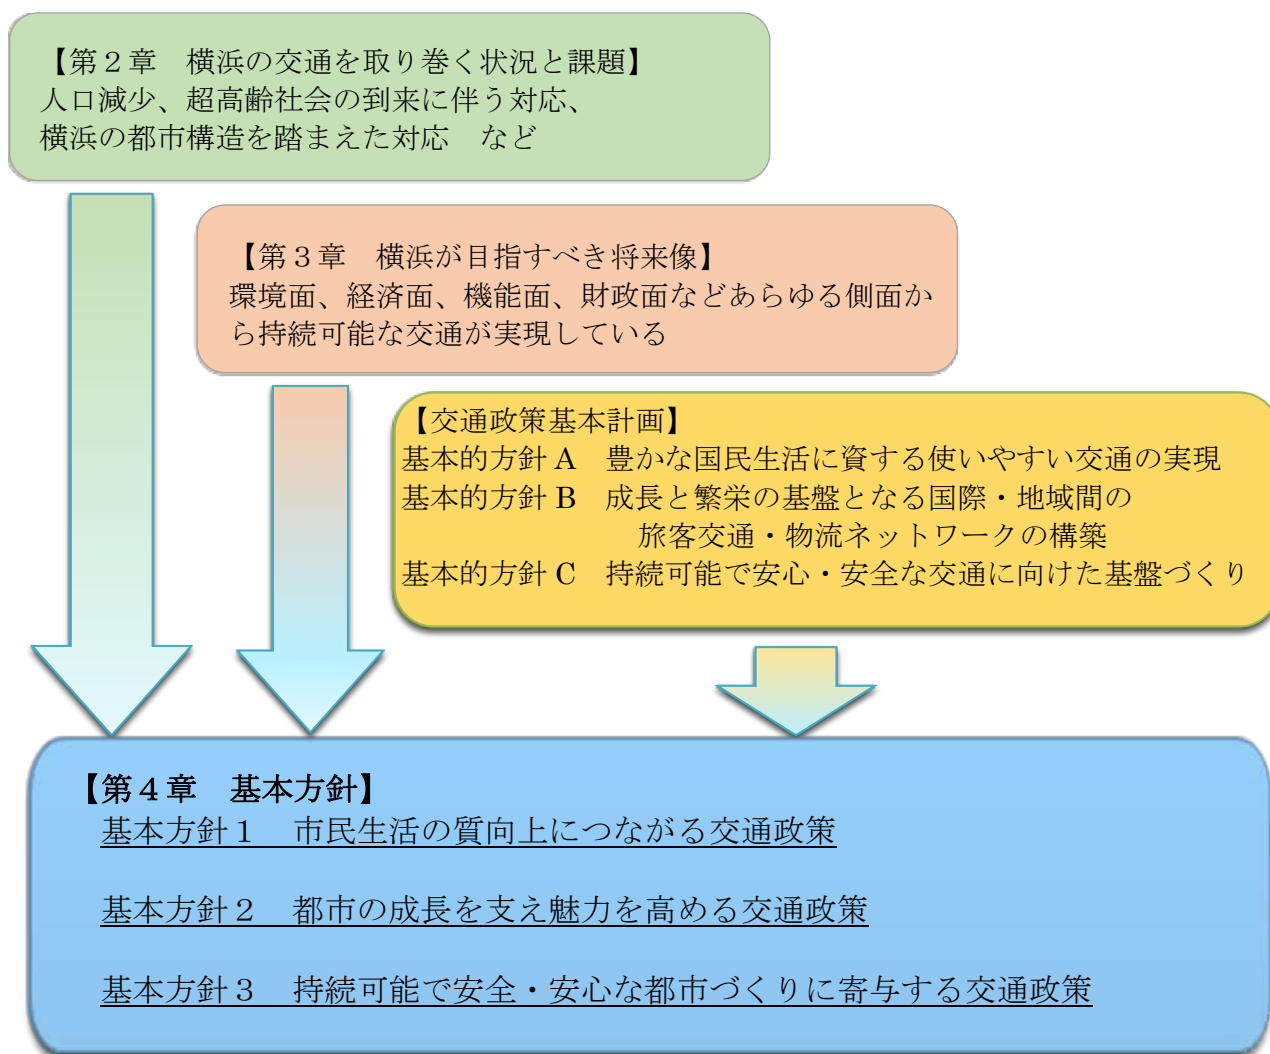 【第２章　横浜の交通を取り巻く状況と課題】
人口減少、超高齢社会の到来に伴う対応、
横浜の都市構造を踏まえた対応　など
【第３章　横浜が目指すべき将来像】
環境面、経済面、機能面、財政面などあらゆる側面か
ら持続可能な交通が実現している
【交通政策基本計画】
基本的方針 A　豊かな国民生活に資する使いやすい交通の実現
基本的方針 B　成長と繁栄の基盤となる国際・地域間の
旅客交通・物流ネットワークの構築
基本的方針 C　持続可能で安心・安全な交通に向けた基盤づくり
【第４章　基本方針】
基本方針１　市民生活の質向上につながる交通政策
基本方針２　都市の成長を支え魅力を高める交通政策
基本方針３　持続可能で安全・安心な都市づくりに寄与する交通政策